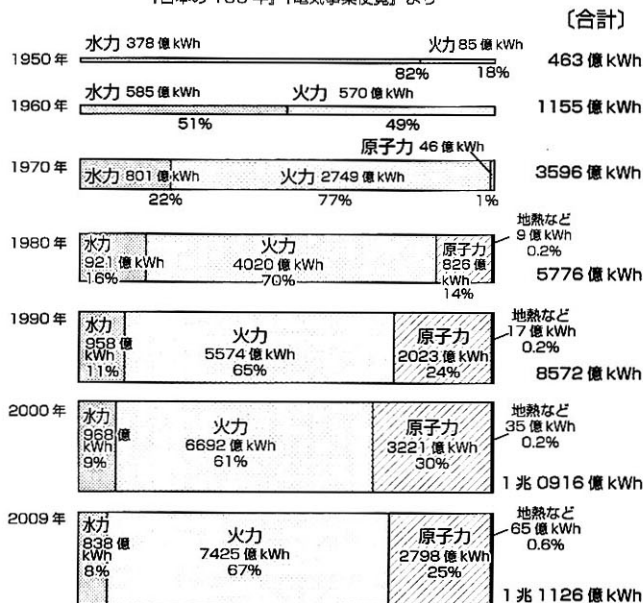 『日本の100年』『電気事業便覧』より
〔合計〕
1950年
水力 378億kWh
火力85億kWh
82%
18%
463億kWh
1960年
水力 585億kWh
火力 570億kWh
51%
49%
1155億kWh
1970年
原子力 46億kWh
水力 801億kWh
火力 2749億kWh
22%
77%
1%
3596億kWh
1980年
水力
921億kWh
16%
火力
4020億kWh
70%
原子力
826億
kWh
14%
地熱など
9億kWh
0.2%
5776億kWh
1990年
水力
958億
kWh
11%
火力
5574億kWh
65%
原子力
2023億kWh
24%
地熱など
17億kWh
0.2%
8572億kWh
2000年
水力
968億
kWh
9%
火力
6692億kWh
61%
原子力
3221億kWh
30%
地熱など
35億kWh
0.2%
1兆0916億kWh
2009年
水力
838億
kWh
8%
火力
7425億kWh
67%
原子力
2798億kWh
25%
地熱など
65億kWh
0.6%
1兆1126億kWh